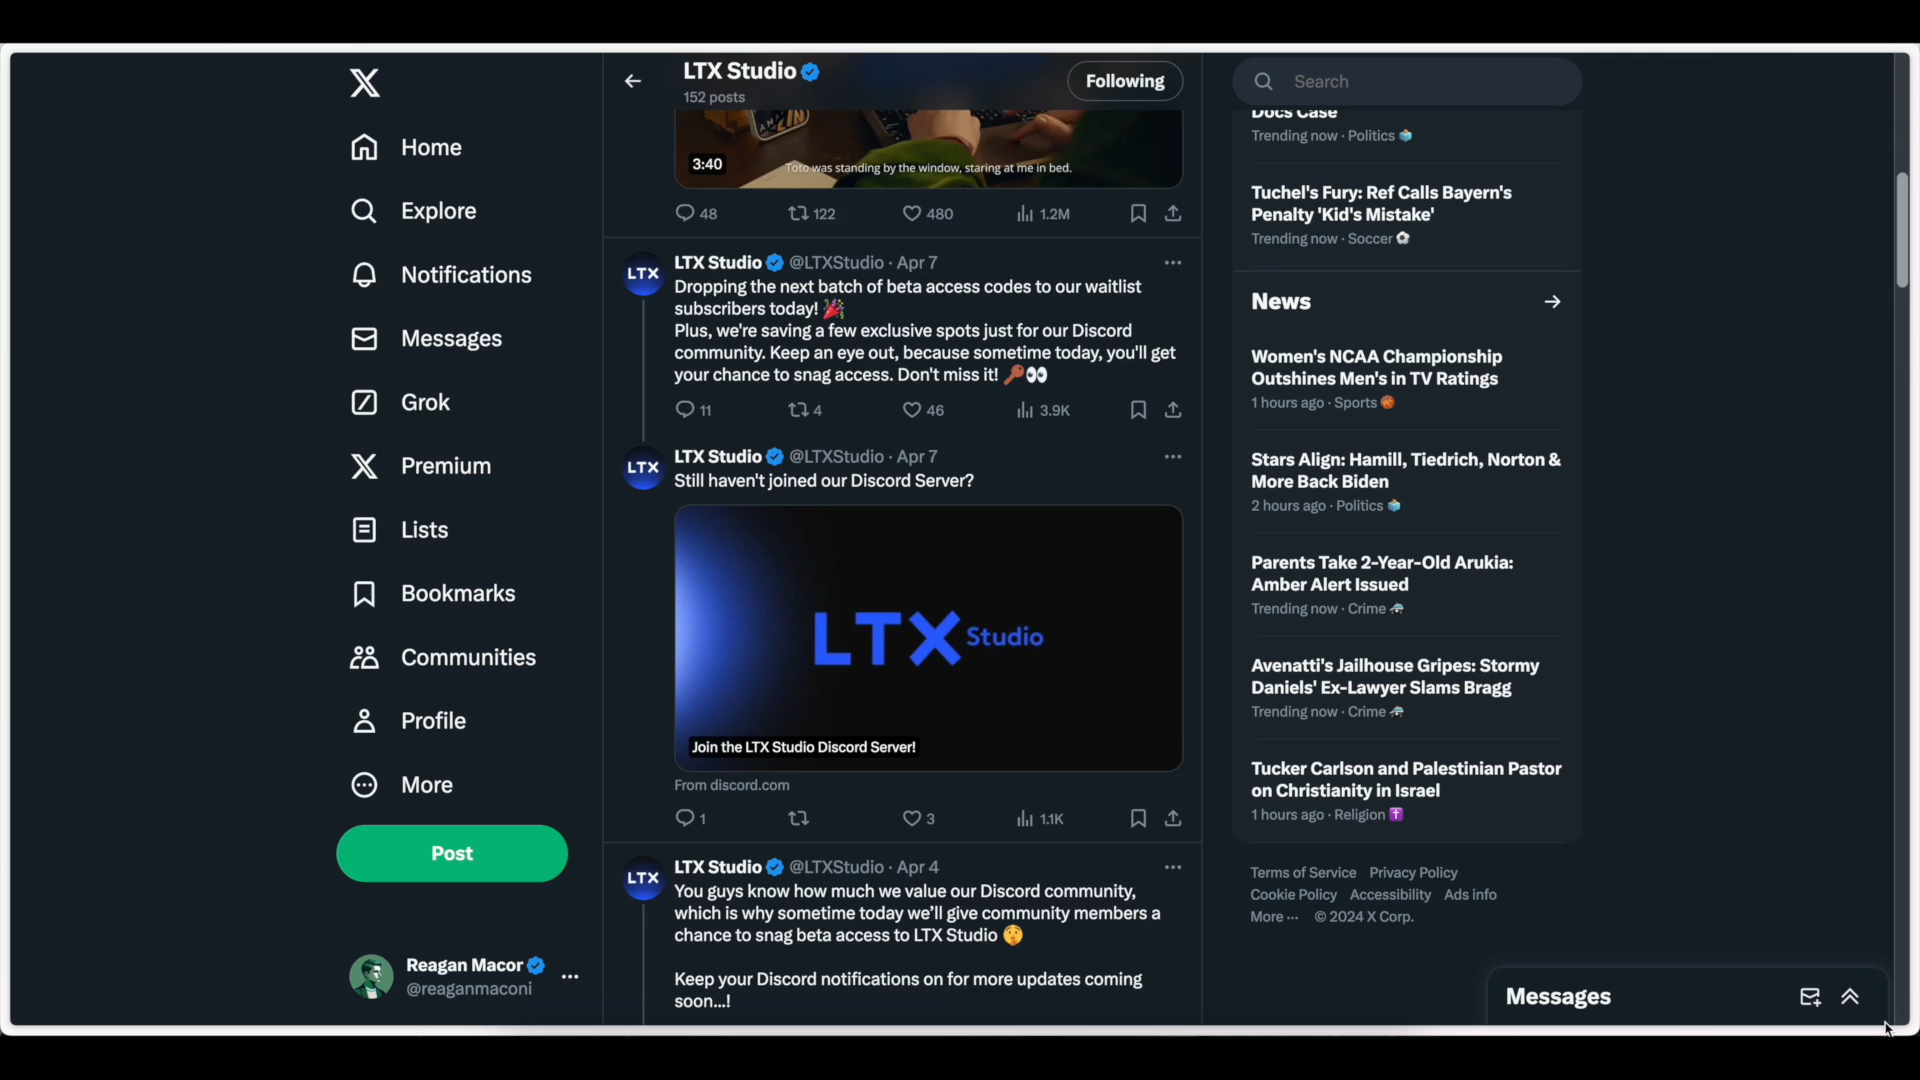 Home
Explore
Notifications
Messages
Grok
Premium
Lists
Bookmarks
Communities
Profile
More
Post
Reagan Macor
@reaganmaconi
LTX Studio
152 posts
Following
3:40
Toto was standing by the window, staring at me in bed.
48 122 480 1.2M
LTX
LTX Studio @LTXStudio · Apr 7
Dropping the next batch of beta access codes to our waitlist
subscribers today! 🎉
Plus, we're saving a few exclusive spots just for our Discord
community. Keep an eye out, because sometime today, you'll get
your chance to snag access. Don't miss it! 🔑👀
11 4 46 3.9K
LTX
LTX Studio @LTXStudio · Apr 7
Still haven't joined our Discord Server?
LTX Studio
Join the LTX Studio Discord Server!
From discord.com
1 3 1.1K
LTX
LTX Studio @LTXStudio · Apr 4
You guys know how much we value our Discord community,
which is why sometime today we’ll give community members a
chance to snag beta access to LTX Studio 🤫
Keep your Discord notifications on for more updates coming
soon...!
Search
Docs Case
Trending now · Politics
Tuchel's Fury: Ref Calls Bayern's
Penalty 'Kid's Mistake'
Trending now · Soccer ⚽
News
Women's NCAA Championship
Outshines Men's in TV Ratings
1 hours ago · Sports 🏀
Stars Align: Hamill, Tiedrich, Norton &
More Back Biden
2 hours ago · Politics
Parents Take 2-Year-Old Arukia:
Amber Alert Issued
Trending now · Crime
Avenatti's Jailhouse Gripes: Stormy
Daniels' Ex-Lawyer Slams Bragg
Trending now · Crime
Tucker Carlson and Palestinian Pastor
on Christianity in Israel
1 hours ago · Religion ✝️
Terms of Service Privacy Policy
Cookie Policy Accessibility Ads info
More ··· © 2024 X Corp.
Messages